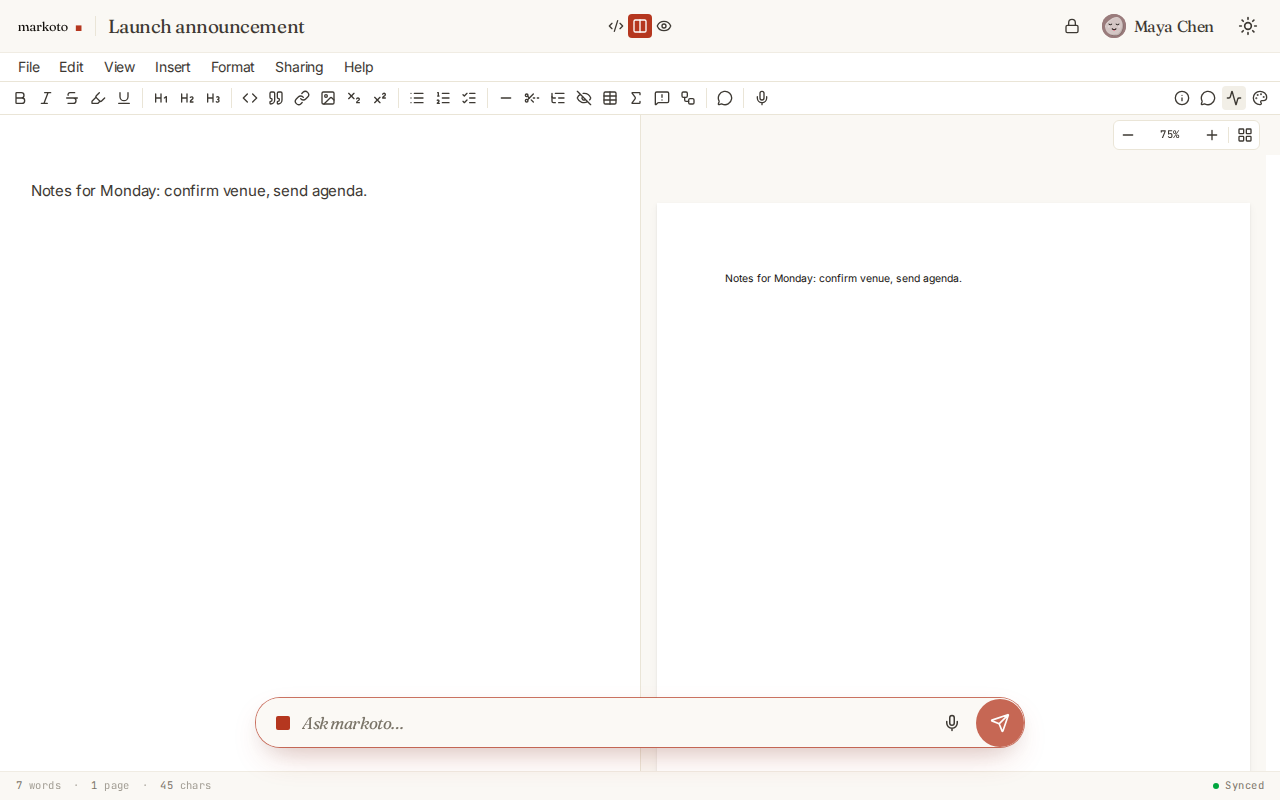 markoto
Launch announcement
Maya Chen
File Edit View Insert Format Sharing Help
H1 H2 H3
75%
Notes for Monday: confirm venue, send agenda.
Notes for Monday: confirm venue, send agenda.
Ask markoto...
7 words · 1 page · 45 chars
Synced